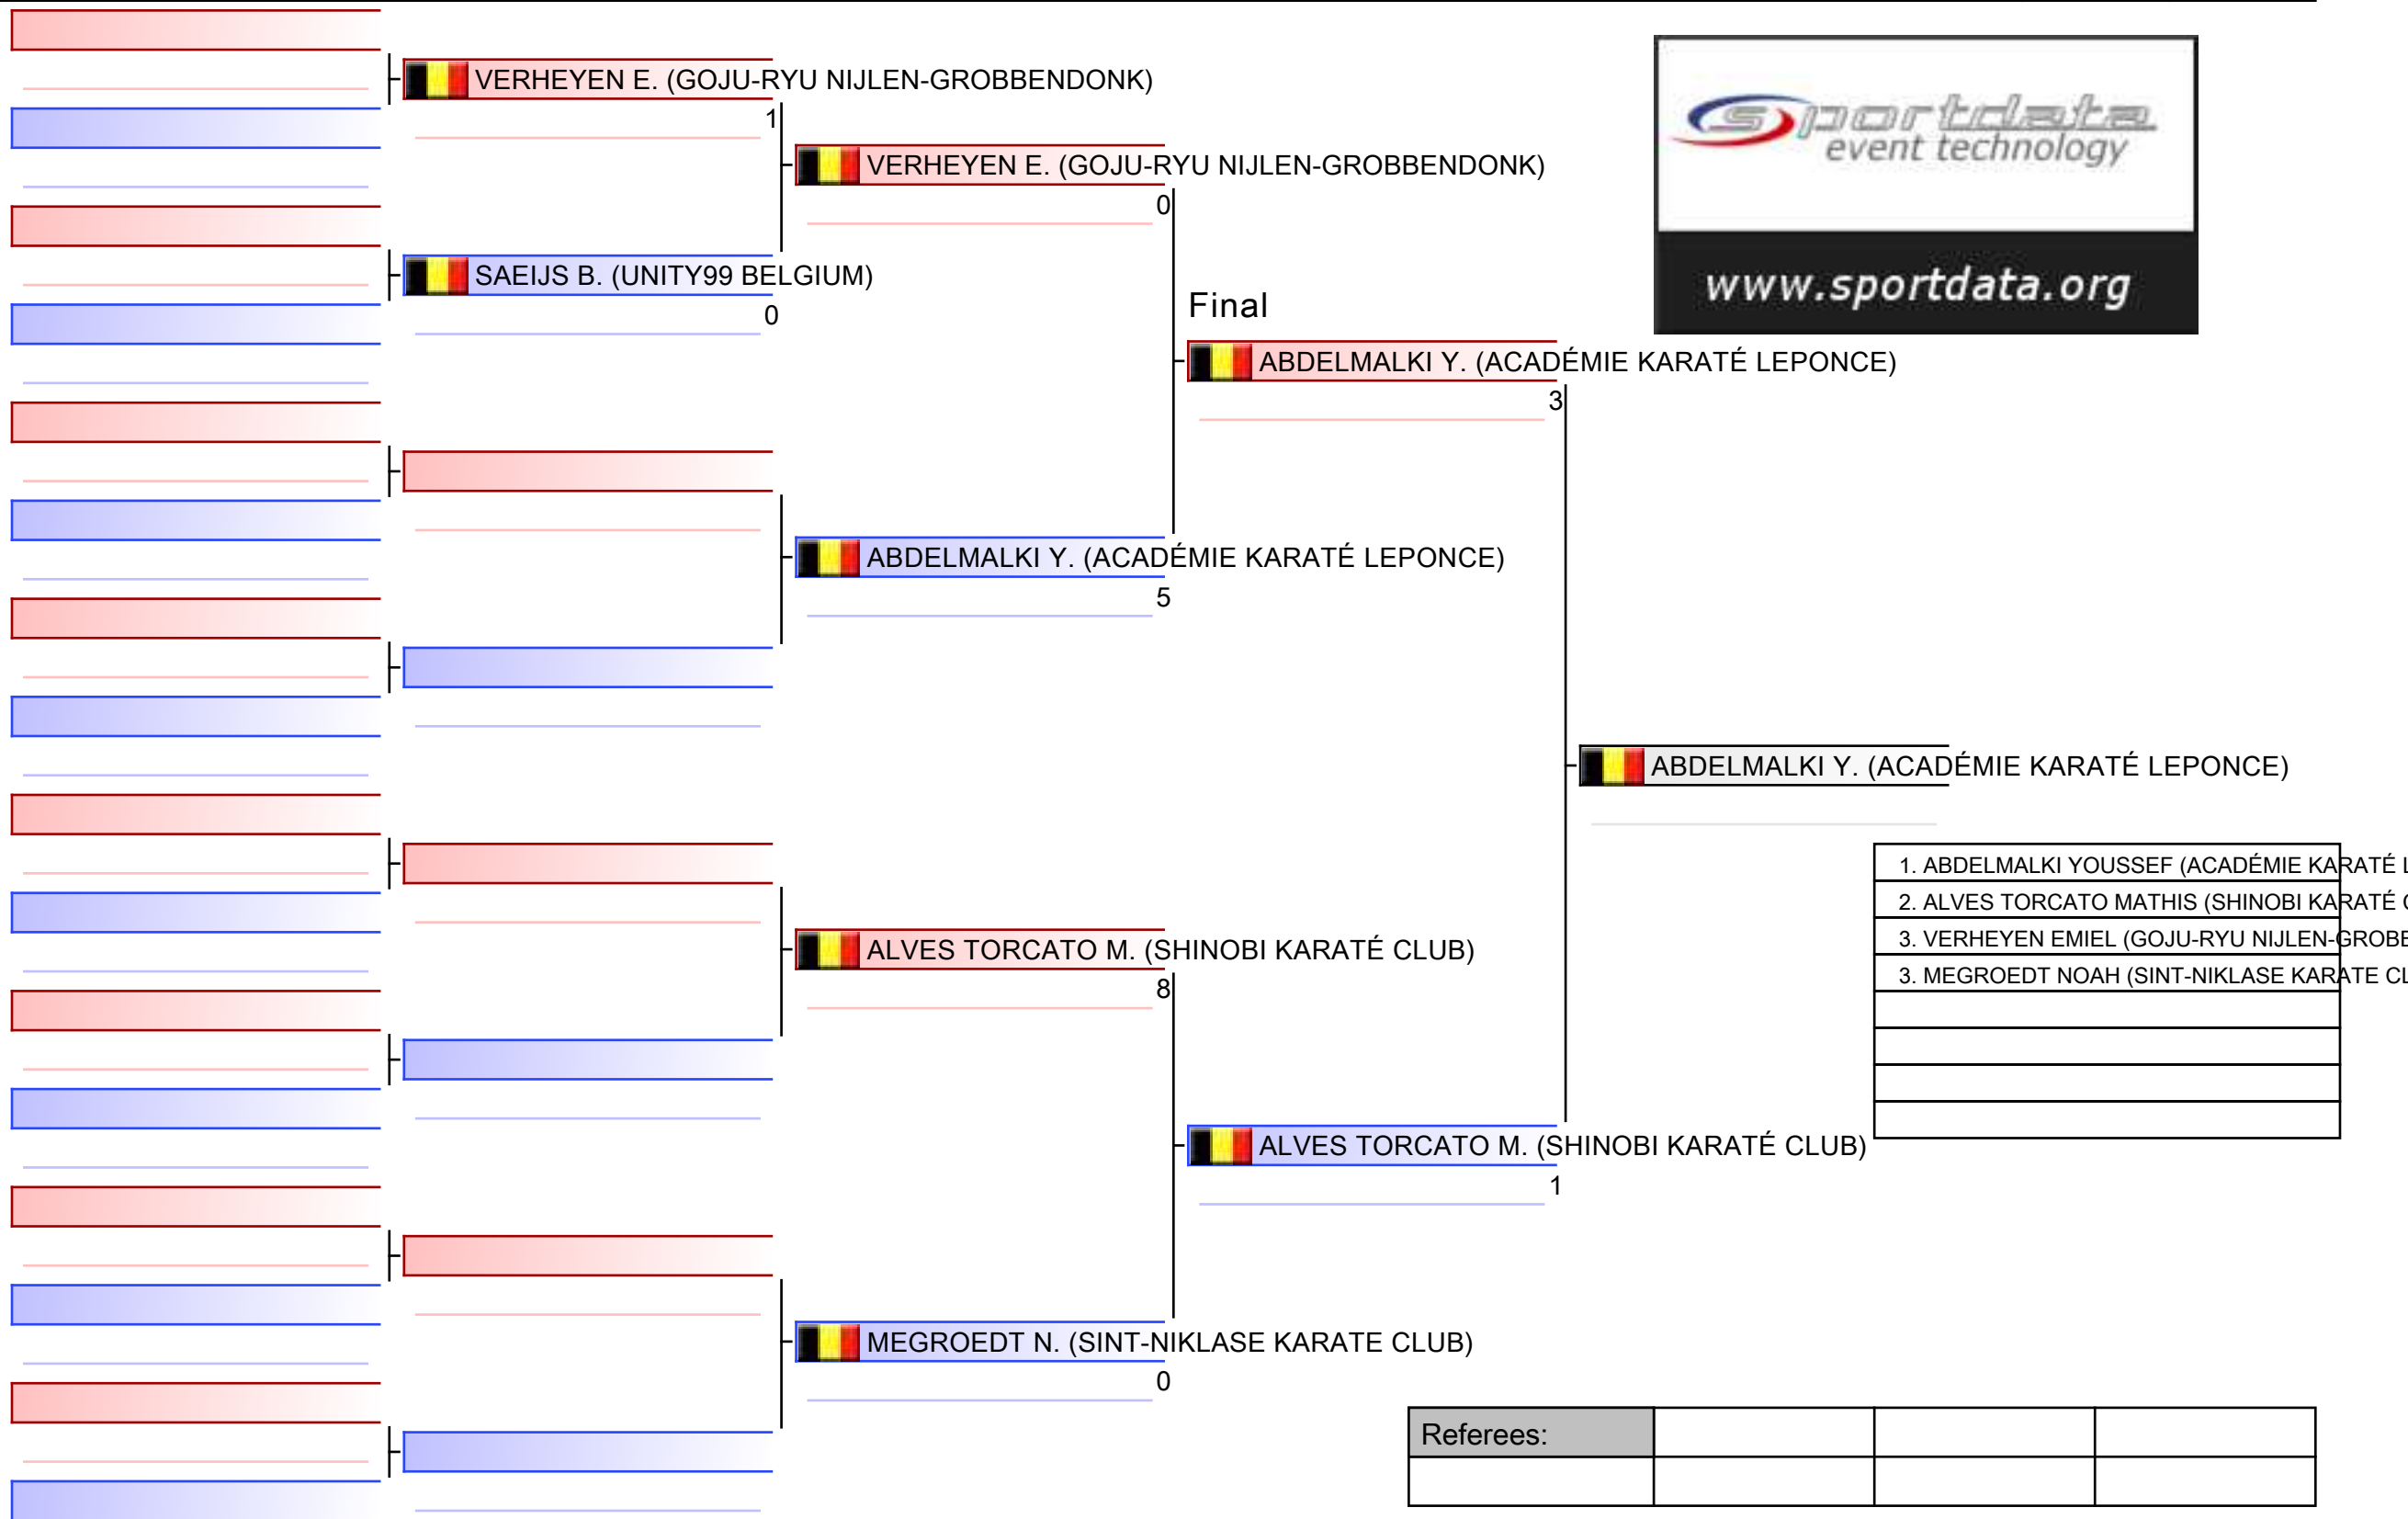 VERHEYEN E. (GOJU-RYU NIJLEN-GROBBENDONK)
1
VERHEYEN E. (GOJU-RYU NIJLEN-GROBBENDONK)
0
SAEIJS B. (UNITY99 BELGIUM)
0
sportdata
event technology
www.sportdata.org
Final
ABDELMALKI Y. (ACADÉMIE KARATÉ LEPONCE)
3
ABDELMALKI Y. (ACADÉMIE KARATÉ LEPONCE)
5
ABDELMALKI Y. (ACADÉMIE KARATÉ LEPONCE)
1. ABDELMALKI YOUSSEF (ACADÉMIE KARATÉ
2. ALVES TORCATO MATHIS (SHINOBI KARATÉ
3. VERHEYEN EMIEL (GOJU-RYU NIJLEN-GROBB
3. MEGROEDT NOAH (SINT-NIKLASE KARATE CL
ALVES TORCATO M. (SHINOBI KARATÉ CLUB)
8
ALVES TORCATO M. (SHINOBI KARATÉ CLUB)
1
MEGROEDT N. (SINT-NIKLASE KARATE CLUB)
0
Referees: